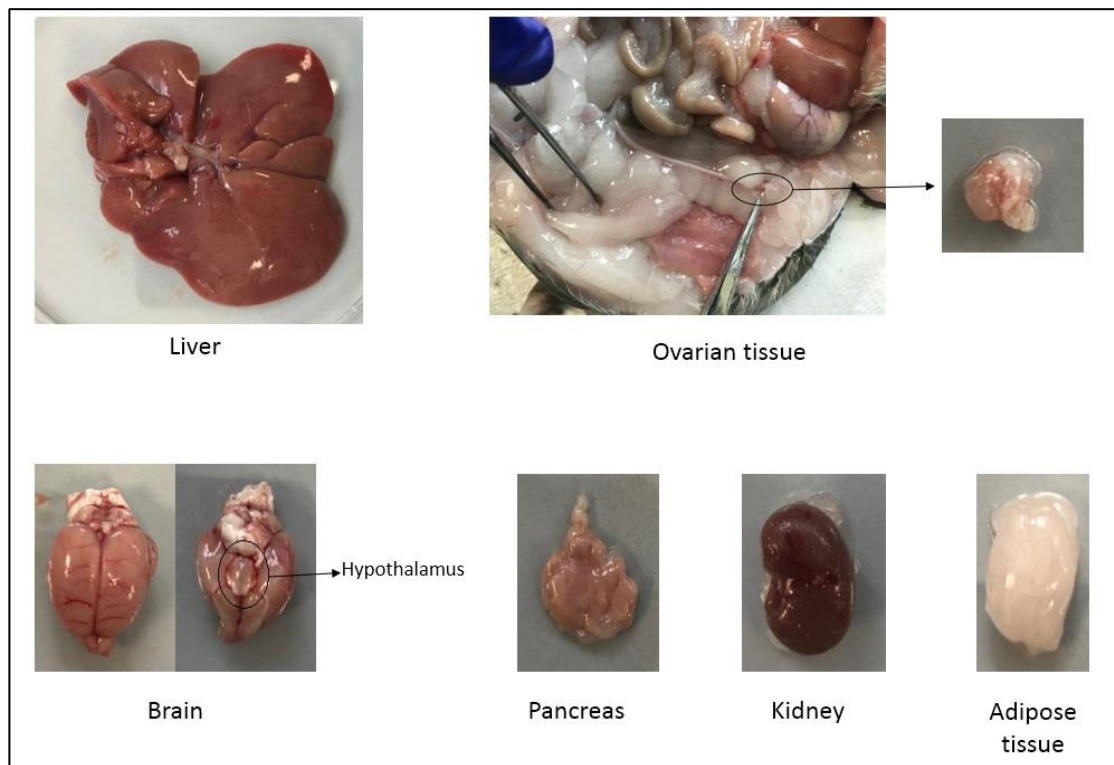 Liver
Ovarian tissue
Hypothalamus
Brain
Pancreas
Kidney
Adipose
tissue